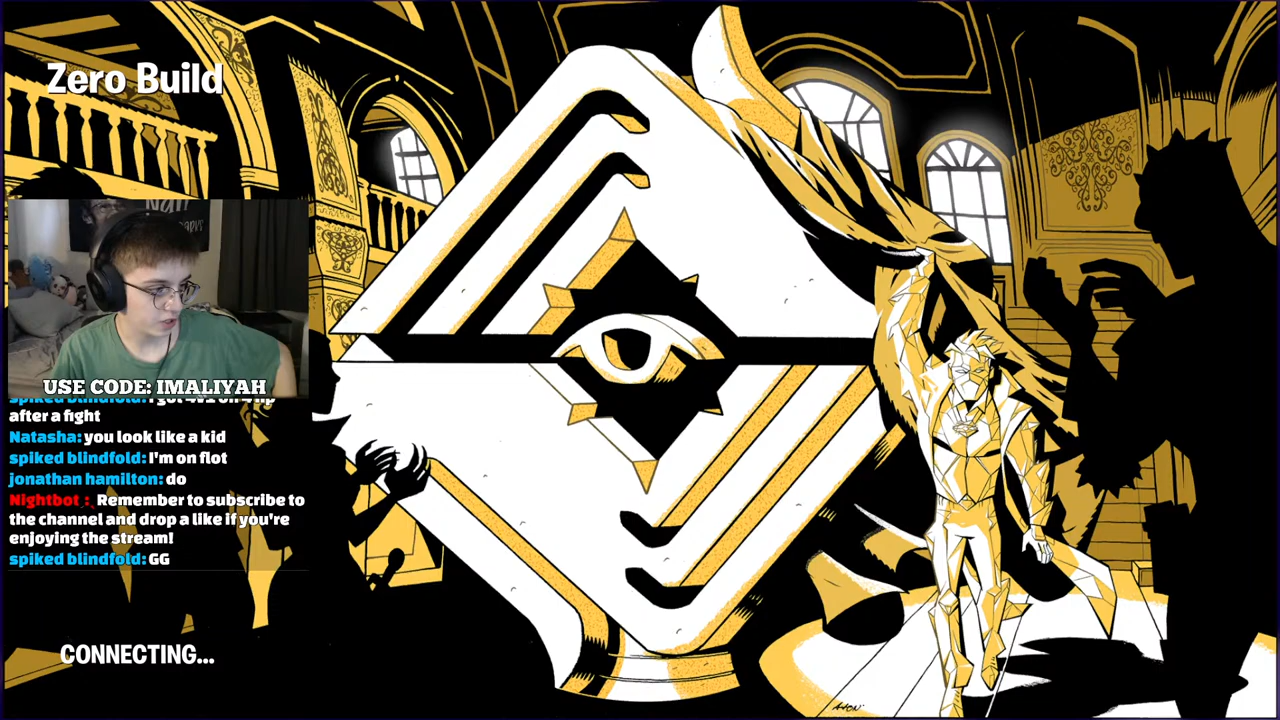 Zero Build
USE CODE: IMALIYAH
after a fight
Natasha: you look like a kid
spiked blindfold: I'm on flot
jonathan hamilton: do
Nightbot : Remember to subscribe to
the channel and drop a like if you're
enjoying the stream!
spiked blindfold: GG
CONNECTING...